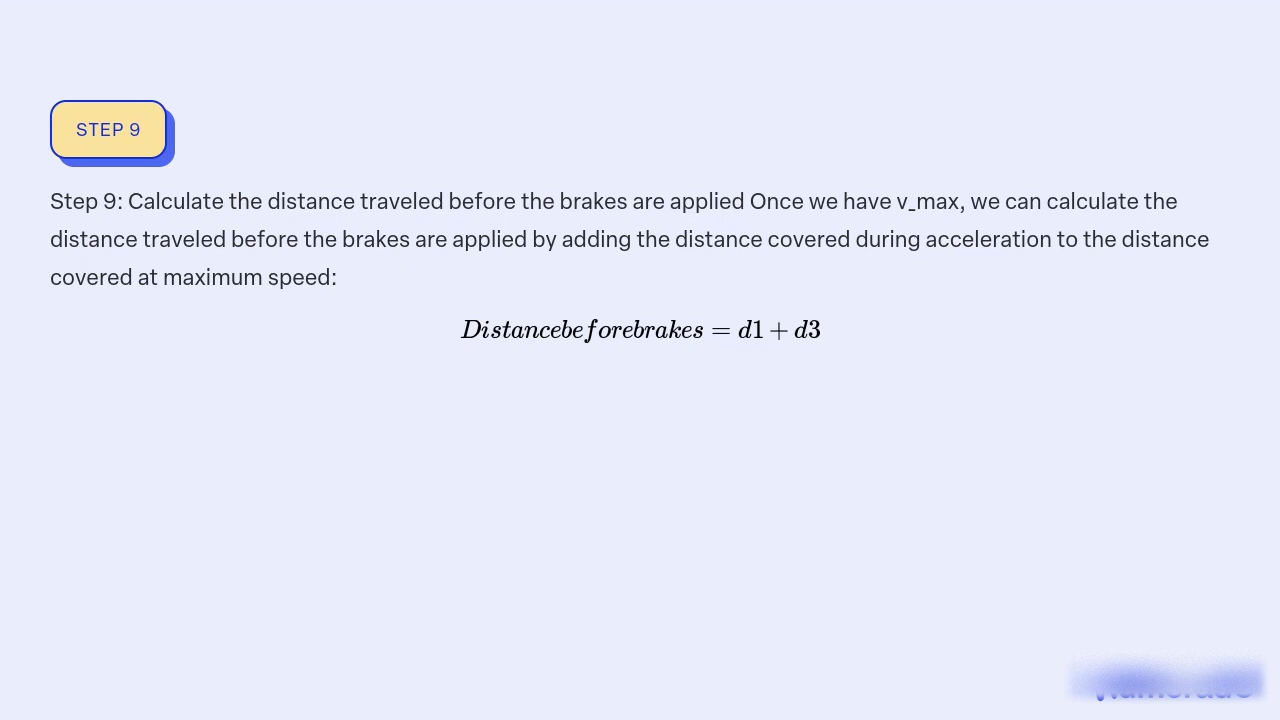 STEP 9
Step 9: Calculate the distance traveled before the brakes are applied Once we have v_max, we can calculate the
distance traveled before the brakes are applied by adding the distance covered during acceleration to the distance
covered at maximum speed:
Distancebeforebrakes = d1 + d3